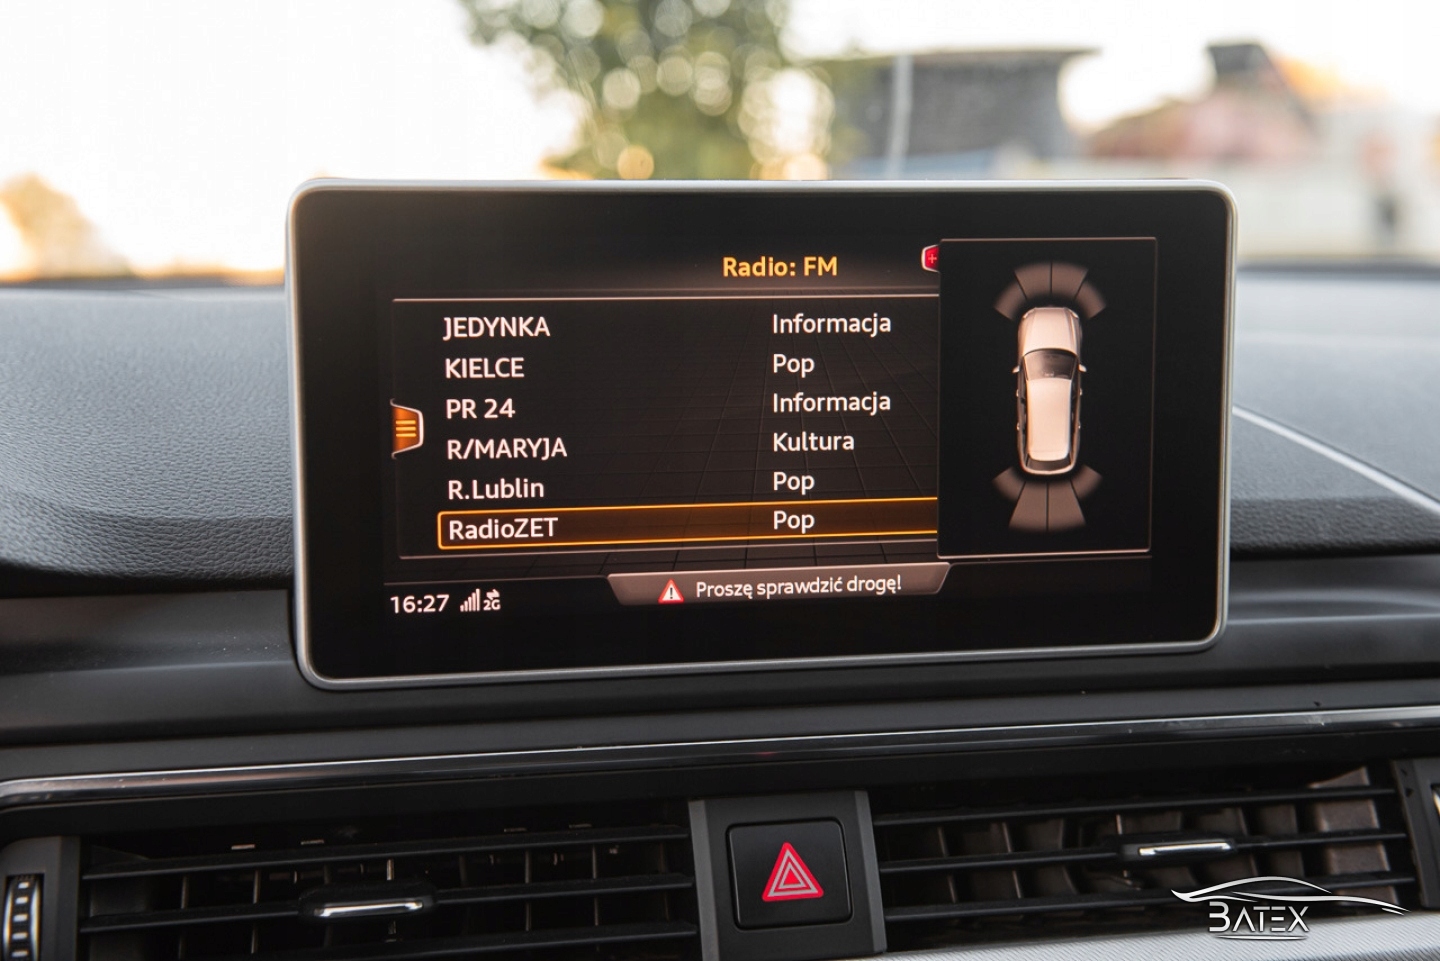 Radio: FM
JEDYNKA Informacja
KIELCE Pop
PR 24 Informacja
R/MARYJA Kultura
R.Lublin Pop
RadioZET Pop
Proszę sprawdzić drogę!
16:27 2G
BATEX